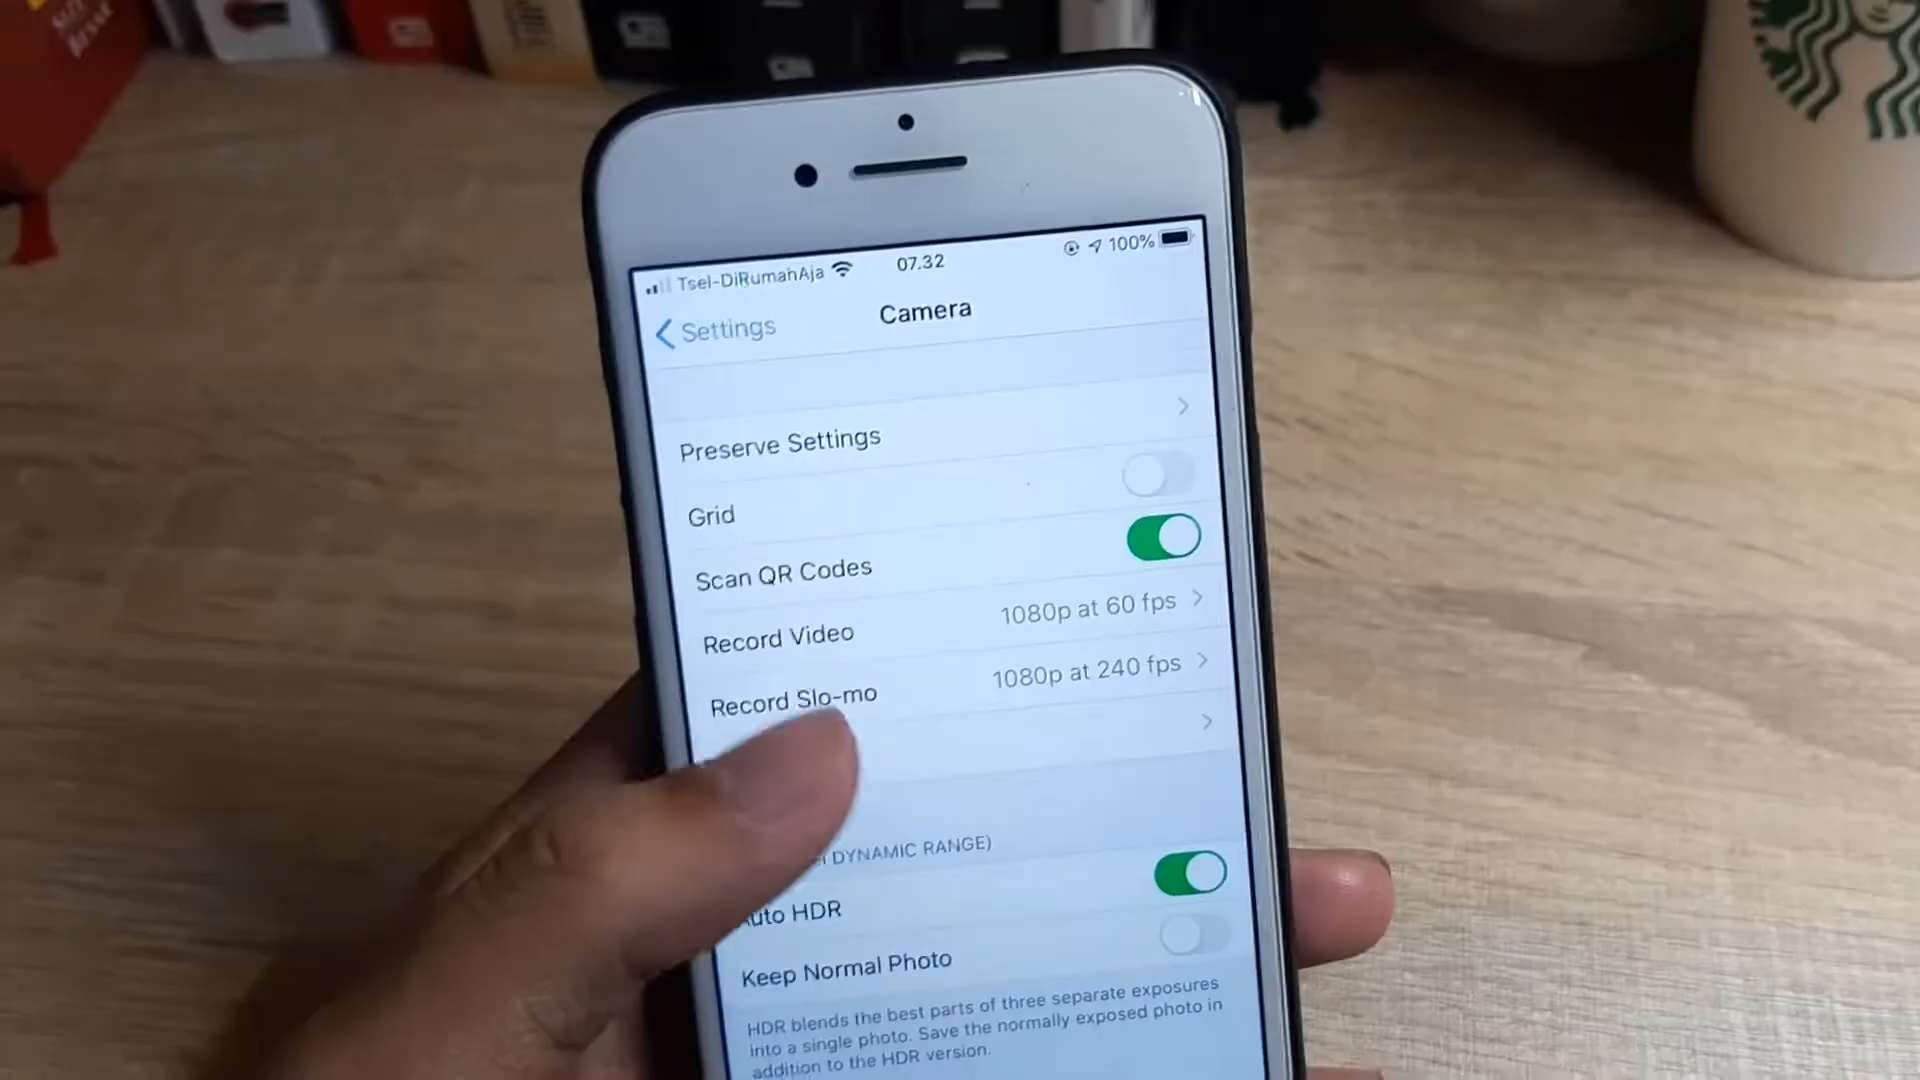 Tsel-DiRumahAja 07.32 100%
Settings Camera
Preserve Settings
Grid
Scan QR Codes
Record Video 1080p at 60 fps
Record Slo-mo 1080p at 240 fps
DYNAMIC RANGE)
Auto HDR
Keep Normal Photo
HDR blends the best parts of three separate exposures
into a single photo. Save the normally exposed photo in
addition to the HDR version.